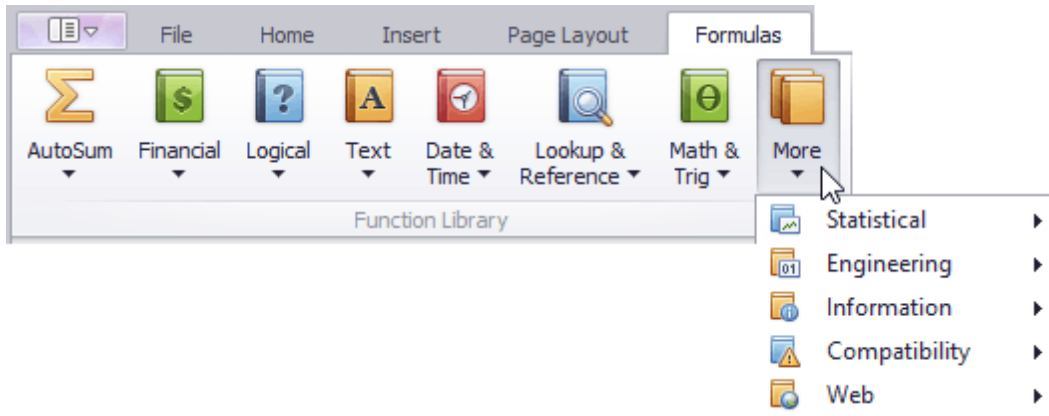 File Home Insert Page Layout Formulas
AutoSum Financial Logical Text Date & Lookup & Math & More
Time Reference Trig
Function Library
Statistical
Engineering
Information
Compatibility
Web